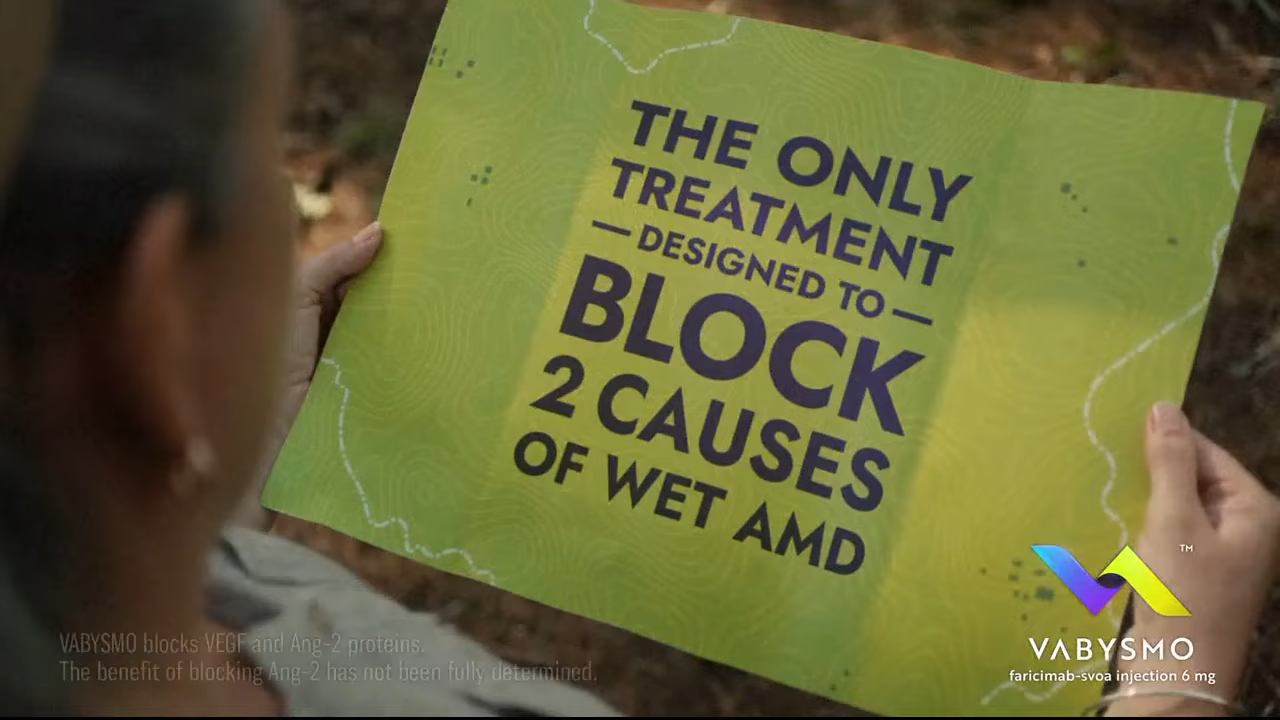 THE ONLY
TREATMENT
—DESIGNED TO—
BLOCK
2 CAUSES
OF WET AMD
VABYSMO blocks VEGF and Ang-2 proteins.
The benefit of blocking Ang-2 has not been fully determined.
TM
VABYSMO
faricimab-svoa injection 6 mg